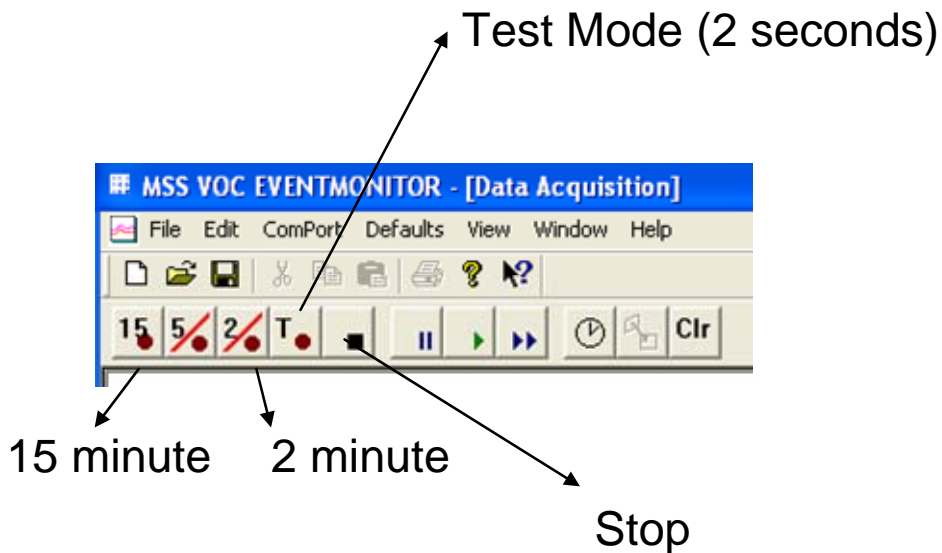 Test Mode (2 seconds)
MSS VOC EVENTMONITOR - [Data Acquisition]
File Edit ComPort Defaults View Window Help
15 5/ 2/ T Clr
15 minute 2 minute
Stop